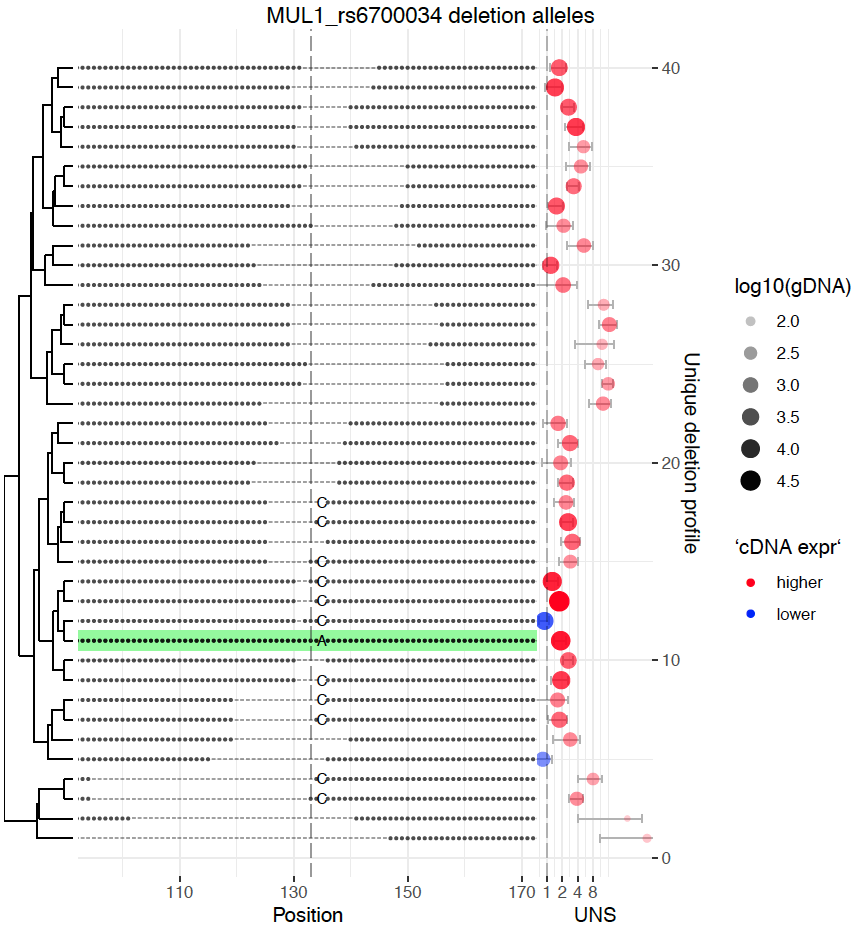 MUL1_rs6700034 deletion alleles
40
30
20
C
C
C
C
C
C
A
10
C
C
C
C
C
0
110 130 150 170 1 2 4 8
Position UNS
Unique deletion profile
log10(gDNA)
2.0
2.5
3.0
3.5
4.0
4.5
‘cDNA expr‘
higher
lower